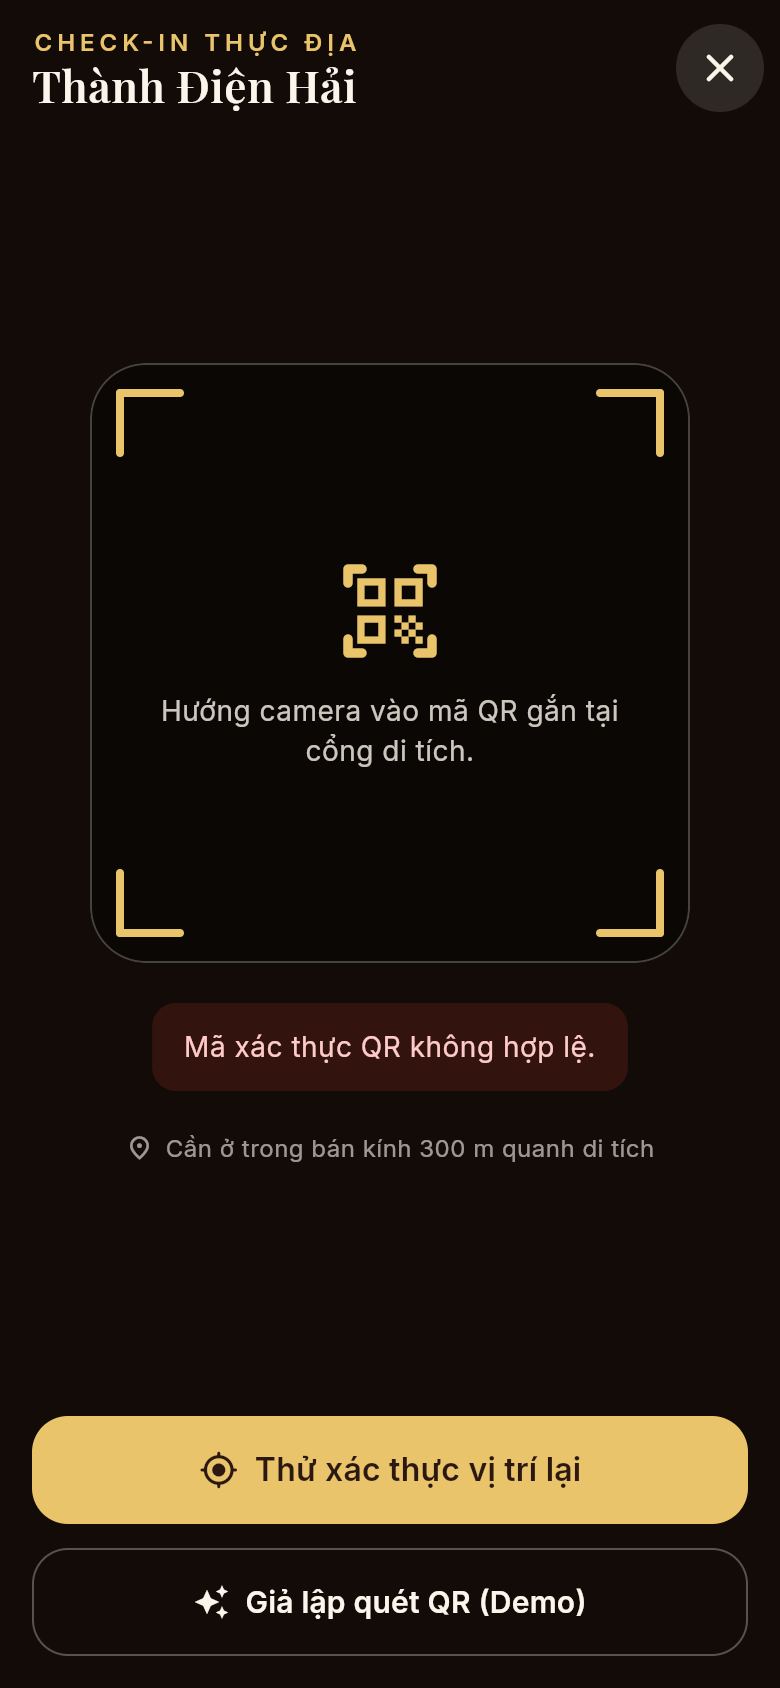 CHECK-IN THỰC ĐỊA
Thành Điện Hải
Hướng camera vào mã QR gắn tại
cổng di tích.
Mã xác thực QR không hợp lệ.
Cần ở trong bán kính 300 m quanh di tích
Thử xác thực vị trí lại
Giả lập quét QR (Demo)